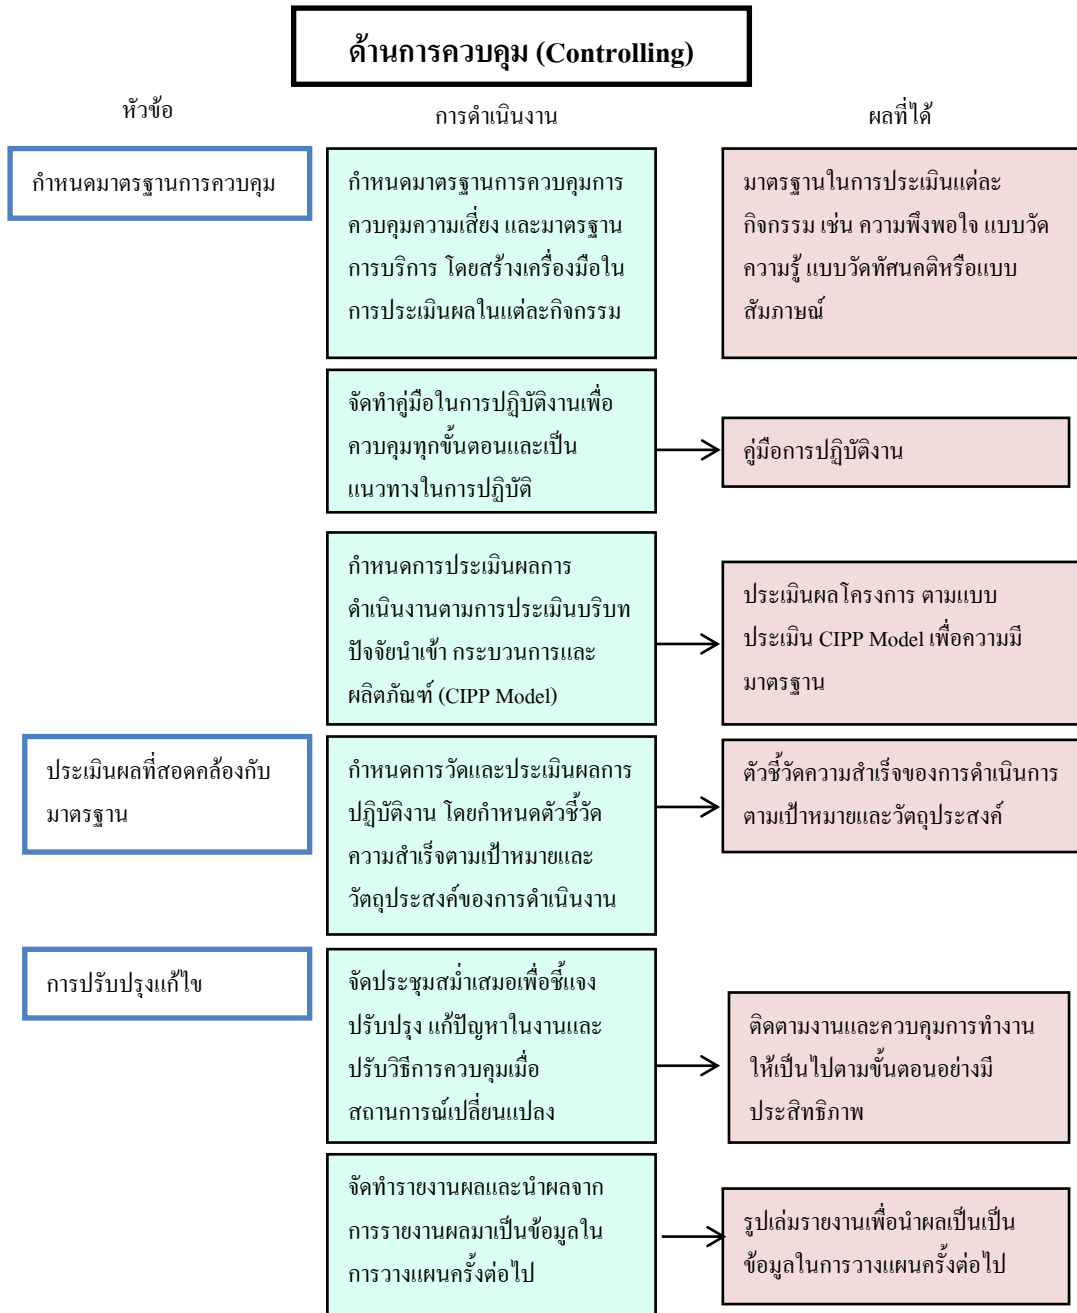 ด้านการควบคุม (Controlling)
หัวข้อ
การดำเนินงาน
ผลที่ได้
กำหนดมาตรฐานการควบคุม
กำหนดมาตรฐานการควบคุมการ
ควบคุมความเสี่ยง และมาตรฐาน
การบริการ โดยสร้างเครื่องมือใน
การประเมินผลในแต่ละกิจกรรม
มาตรฐานในการประเมินแต่ละ
กิจกรรม เช่น ความพึงพอใจ แบบวัด
ความรู้ แบบวัดทัศนคติหรือแบบ
สัมภาษณ์
จัดทำคู่มือในการปฏิบัติงานเพื่อ
ควบคุมทุกขั้นตอนและเป็น
แนวทางในการปฏิบัติ
คู่มือการปฏิบัติงาน
กำหนดการประเมินผลการ
ดำเนินงานตามการประเมินบริบท
ปัจจัยนำเข้า กระบวนการและ
ผลิตภัณฑ์ (CIPP Model)
ประเมินผลโครงการ ตามแบบ
ประเมิน CIPP Model เพื่อความมี
มาตรฐาน
ประเมินผลที่สอดคล้องกับ
มาตรฐาน
กำหนดการวัดและประเมินผลการ
ปฏิบัติงาน โดยกำหนดตัวชี้วัด
ความสำเร็จตามเป้าหมายและ
วัตถุประสงค์ของการดำเนินงาน
ตัวชี้วัดความสำเร็จของการดำเนินการ
ตามเป้าหมายและวัตถุประสงค์
การปรับปรุงแก้ไข
จัดประชุมสม่ำเสมอเพื่อชี้แจง
ปรับปรุง แก้ปัญหาในงานและ
ปรับวิธีการควบคุมเมื่อ
สถานการณ์เปลี่ยนแปลง
ติดตามงานและควบคุมการทำงาน
ให้เป็นไปตามขั้นตอนอย่างมี
ประสิทธิภาพ
จัดทำรายงานผลและนำผลจาก
การรายงานผลมาเป็นข้อมูลใน
การวางแผนครั้งต่อไป
รูปเล่มรายงานเพื่อนำผลเป็นเป็น
ข้อมูลในการวางแผนครั้งต่อไป